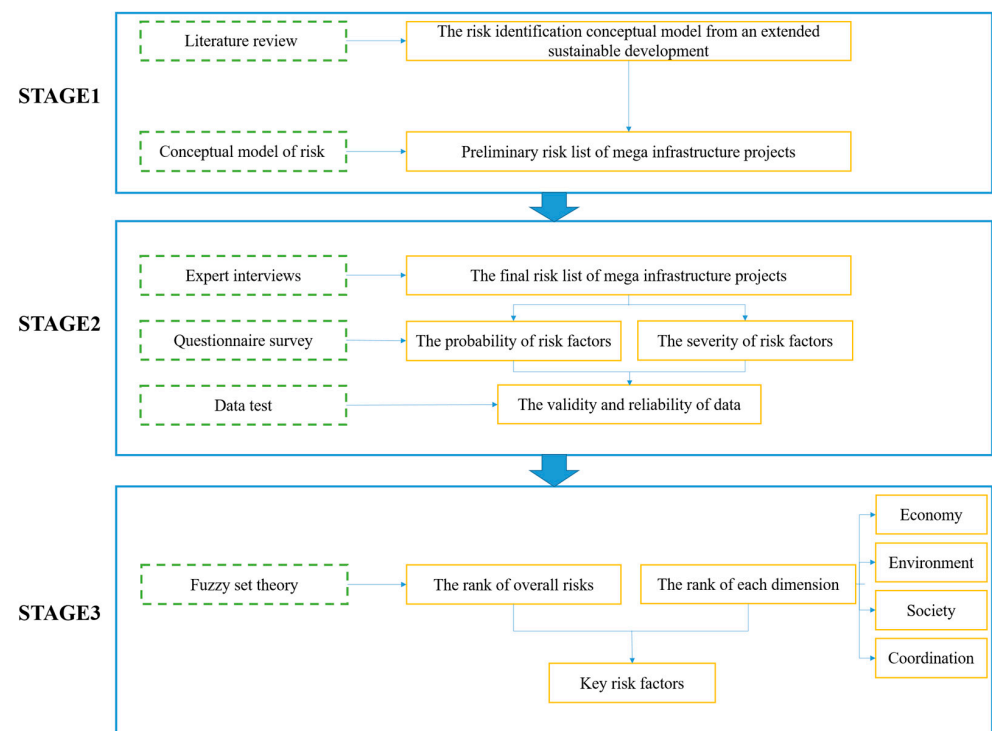 STAGE1
Literature review
The risk identification conceptual model from an extended
sustainable development
Conceptual model of risk
Preliminary risk list of mega infrastructure projects
STAGE2
Expert interviews
The final risk list of mega infrastructure projects
Questionnaire survey
The probability of risk factors
The severity of risk factors
Data test
The validity and reliability of data
STAGE3
Fuzzy set theory
The rank of overall risks
The rank of each dimension
Economy
Environment
Society
Coordination
Key risk factors